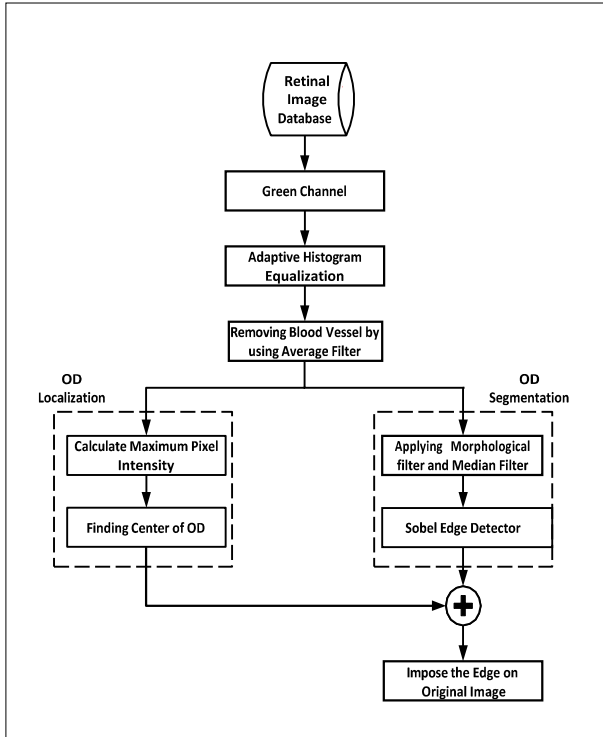 Retinal
Image
Database
Green Channel
Adaptive Histogram
Equalization
Removing Blood Vessel by
using Average Filter
OD
Localization
Calculate Maximum Pixel
Intensity
Finding Center of OD
OD
Segmentation
Applying Morphological
filter and Median Filter
Sobel Edge Detector
+
Impose the Edge on
Original Image